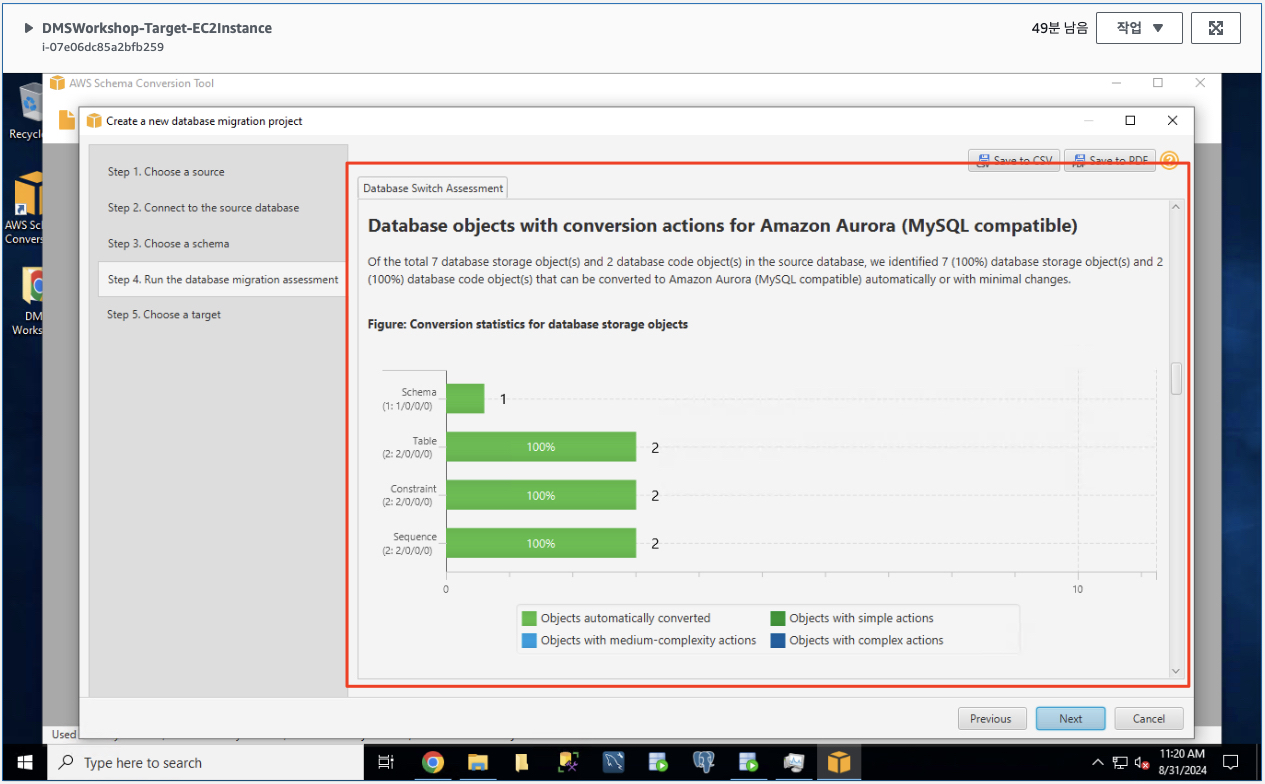 DMSWorkshop-Target-EC2Instance
i-07e06dc85a2bfb259
49분 남음
작업
AWS Schema Conversion Tool
Create a new database migration project
Recycl
AWS Sc
Convers
DM
Works
Step 1. Choose a source
Step 2. Connect to the source database
Step 3. Choose a schema
Step 4. Run the database migration assessment
Step 5. Choose a target
Save to CSV
Save to PDF
Database Switch Assessment
Database objects with conversion actions for Amazon Aurora (MySQL compatible)
Of the total 7 database storage object(s) and 2 database code object(s) in the source database, we identified 7 (100%) database storage object(s) and 2
(100%) database code object(s) that can be converted to Amazon Aurora (MySQL compatible) automatically or with minimal changes.
Figure: Conversion statistics for database storage objects
Schema
(1: 1/0/0/0)
1
Table
(2: 2/0/0/0)
100%
2
Constraint
(2: 2/0/0/0)
100%
2
Sequence
(2: 2/0/0/0)
100%
2
0
10
Objects automatically converted
Objects with simple actions
Objects with medium-complexity actions
Objects with complex actions
Previous
Next
Cancel
Used
Type here to search
11:20 AM
8/31/2024